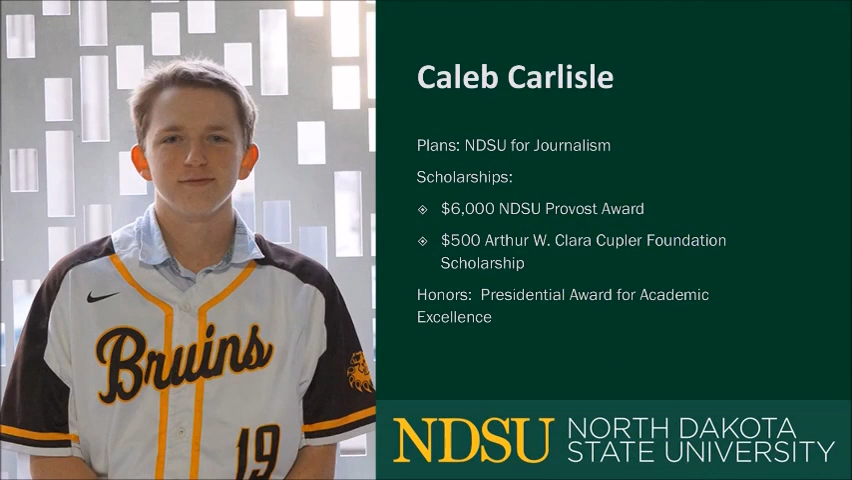 Caleb Carlisle
Plans: NDSU for Journalism
Scholarships:
$6,000 NDSU Provost Award
$500 Arthur W. Clara Cupler Foundation
Scholarship
Honors: Presidential Award for Academic
Excellence
Bruins
19
NDSU NORTH DAKOTA
STATE UNIVERSITY